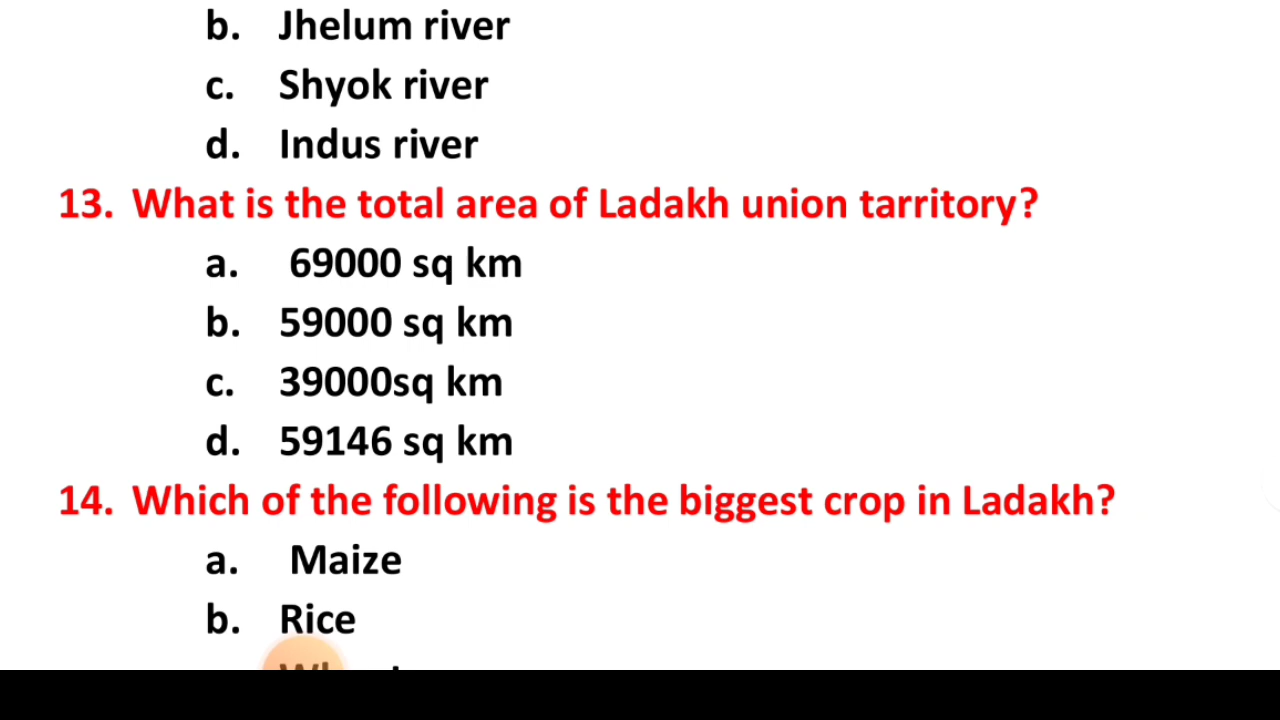 b. Jhelum river
c. Shyok river
d. Indus river
13. What is the total area of Ladakh union tarritory?
a. 69000 sq km
b. 59000 sq km
c. 39000sq km
d. 59146 sq km
14. Which of the following is the biggest crop in Ladakh?
a. Maize
b. Rice